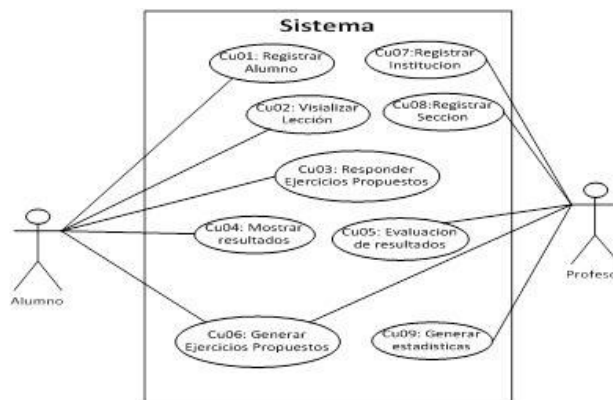 Sistema
Cu01: Registrar
Alumno
Cu07:Registrar
Institucion
Cu02: Visializar
Lección
Cu08:Registrar
Seccion
Cu03: Responder
Ejercicios Propuestos
Cu04: Mostrar
resultados
Cu05: Evaluacion
de resultados
Alumno
Profeso
Cu06: Generar
Ejercicios Propuestos
Cu09: Generar
estadisticas